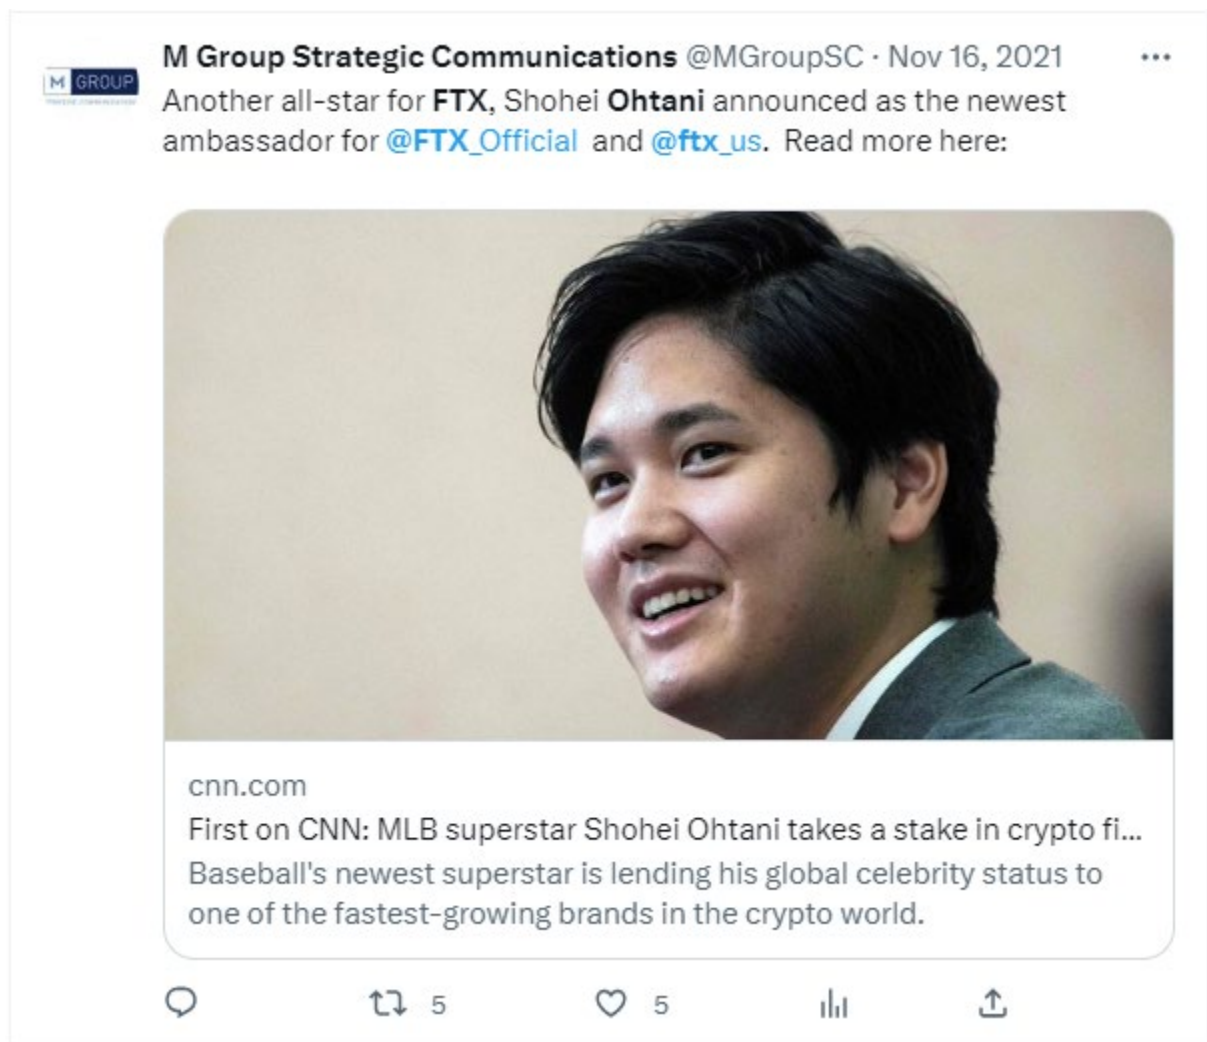 M Group Strategic Communications @MGroupSC · Nov 16, 2021
M GROUP
Another all-star for FTX, Shohei Ohtani announced as the newest
ambassador for @FTX_Official and @ftx_us. Read more here:
cnn.com
First on CNN: MLB superstar Shohei Ohtani takes a stake in crypto fi...
Baseball's newest superstar is lending his global celebrity status to
one of the fastest-growing brands in the crypto world.
5 5